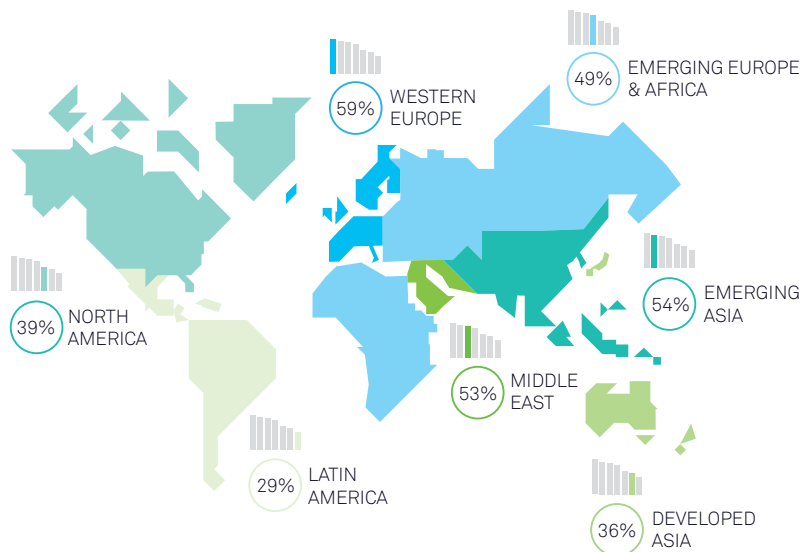 49%
EMERGING EUROPE
& AFRICA
59%
WESTERN
EUROPE
54%
EMERGING
ASIA
39%
NORTH
AMERICA
53%
MIDDLE
EAST
29%
LATIN
AMERICA
36%
DEVELOPED
ASIA